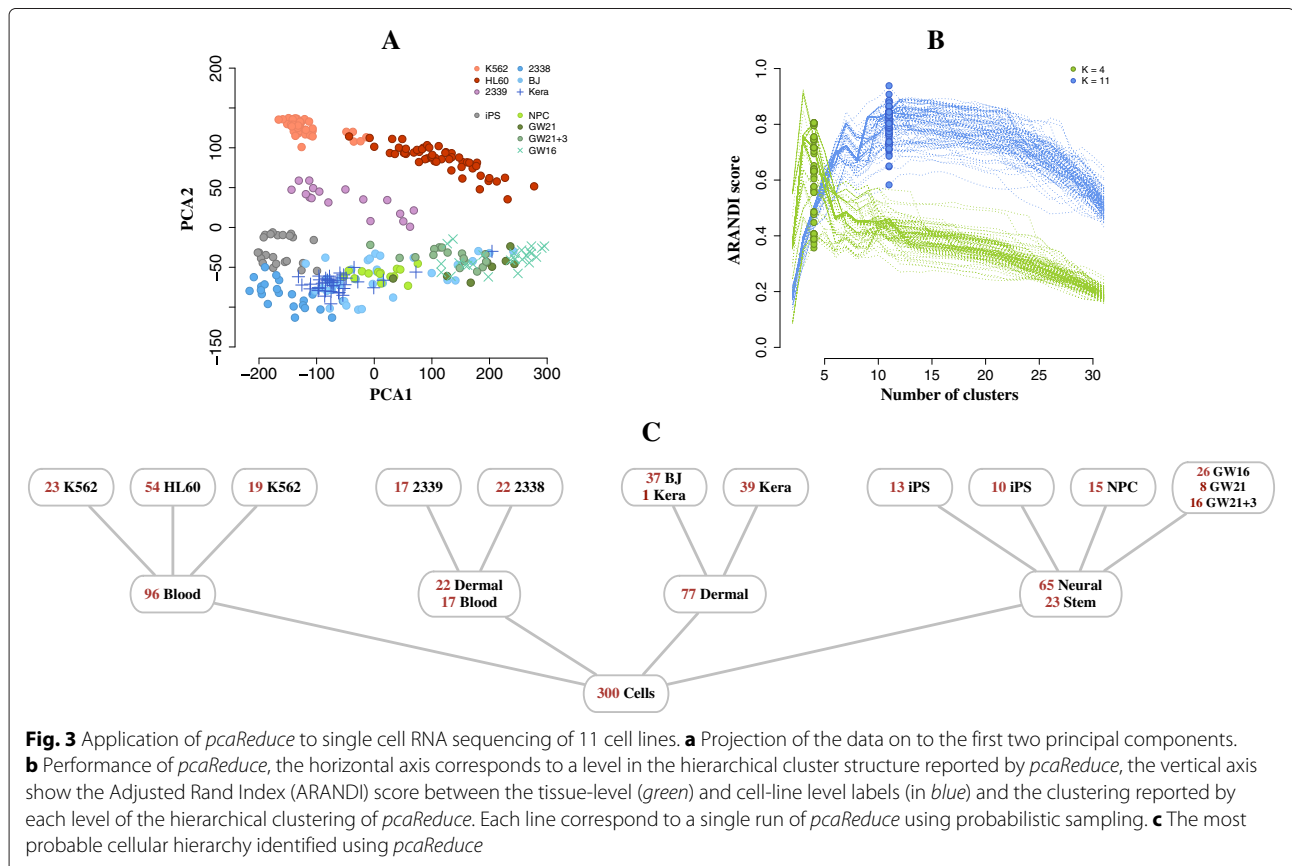 A
K562
HL60
2339
2338
BJ
Kera
iPS
NPC
GW21
GW21+3
GW16
PCA2
200
100
50
0
−50
−150
−200
−100
0
100
200
300
PCA1
B
K = 4
K = 11
ARANDI score
1.0
0.8
0.6
0.4
0.2
0.0
5
10
15
20
25
30
Number of clusters
C
23 K562
54 HL60
19 K562
17 2339
22 2338
37 BJ
1 Kera
39 Kera
13 iPS
10 iPS
15 NPC
26 GW16
8 GW21
16 GW21+3
96 Blood
22 Dermal
17 Blood
77 Dermal
65 Neural
23 Stem
300 Cells
Fig. 3 Application of pcaReduce to single cell RNA sequencing of 11 cell lines. a Projection of the data on to the first two principal components.
b Performance of pcaReduce, the horizontal axis corresponds to a level in the hierarchical cluster structure reported by pcaReduce, the vertical axis
show the Adjusted Rand Index (ARANDI) score between the tissue-level (green) and cell-line level labels (in blue) and the clustering reported by
each level of the hierarchical clustering of pcaReduce. Each line correspond to a single run of pcaReduce using probabilistic sampling. c The most
probable cellular hierarchy identified using pcaReduce